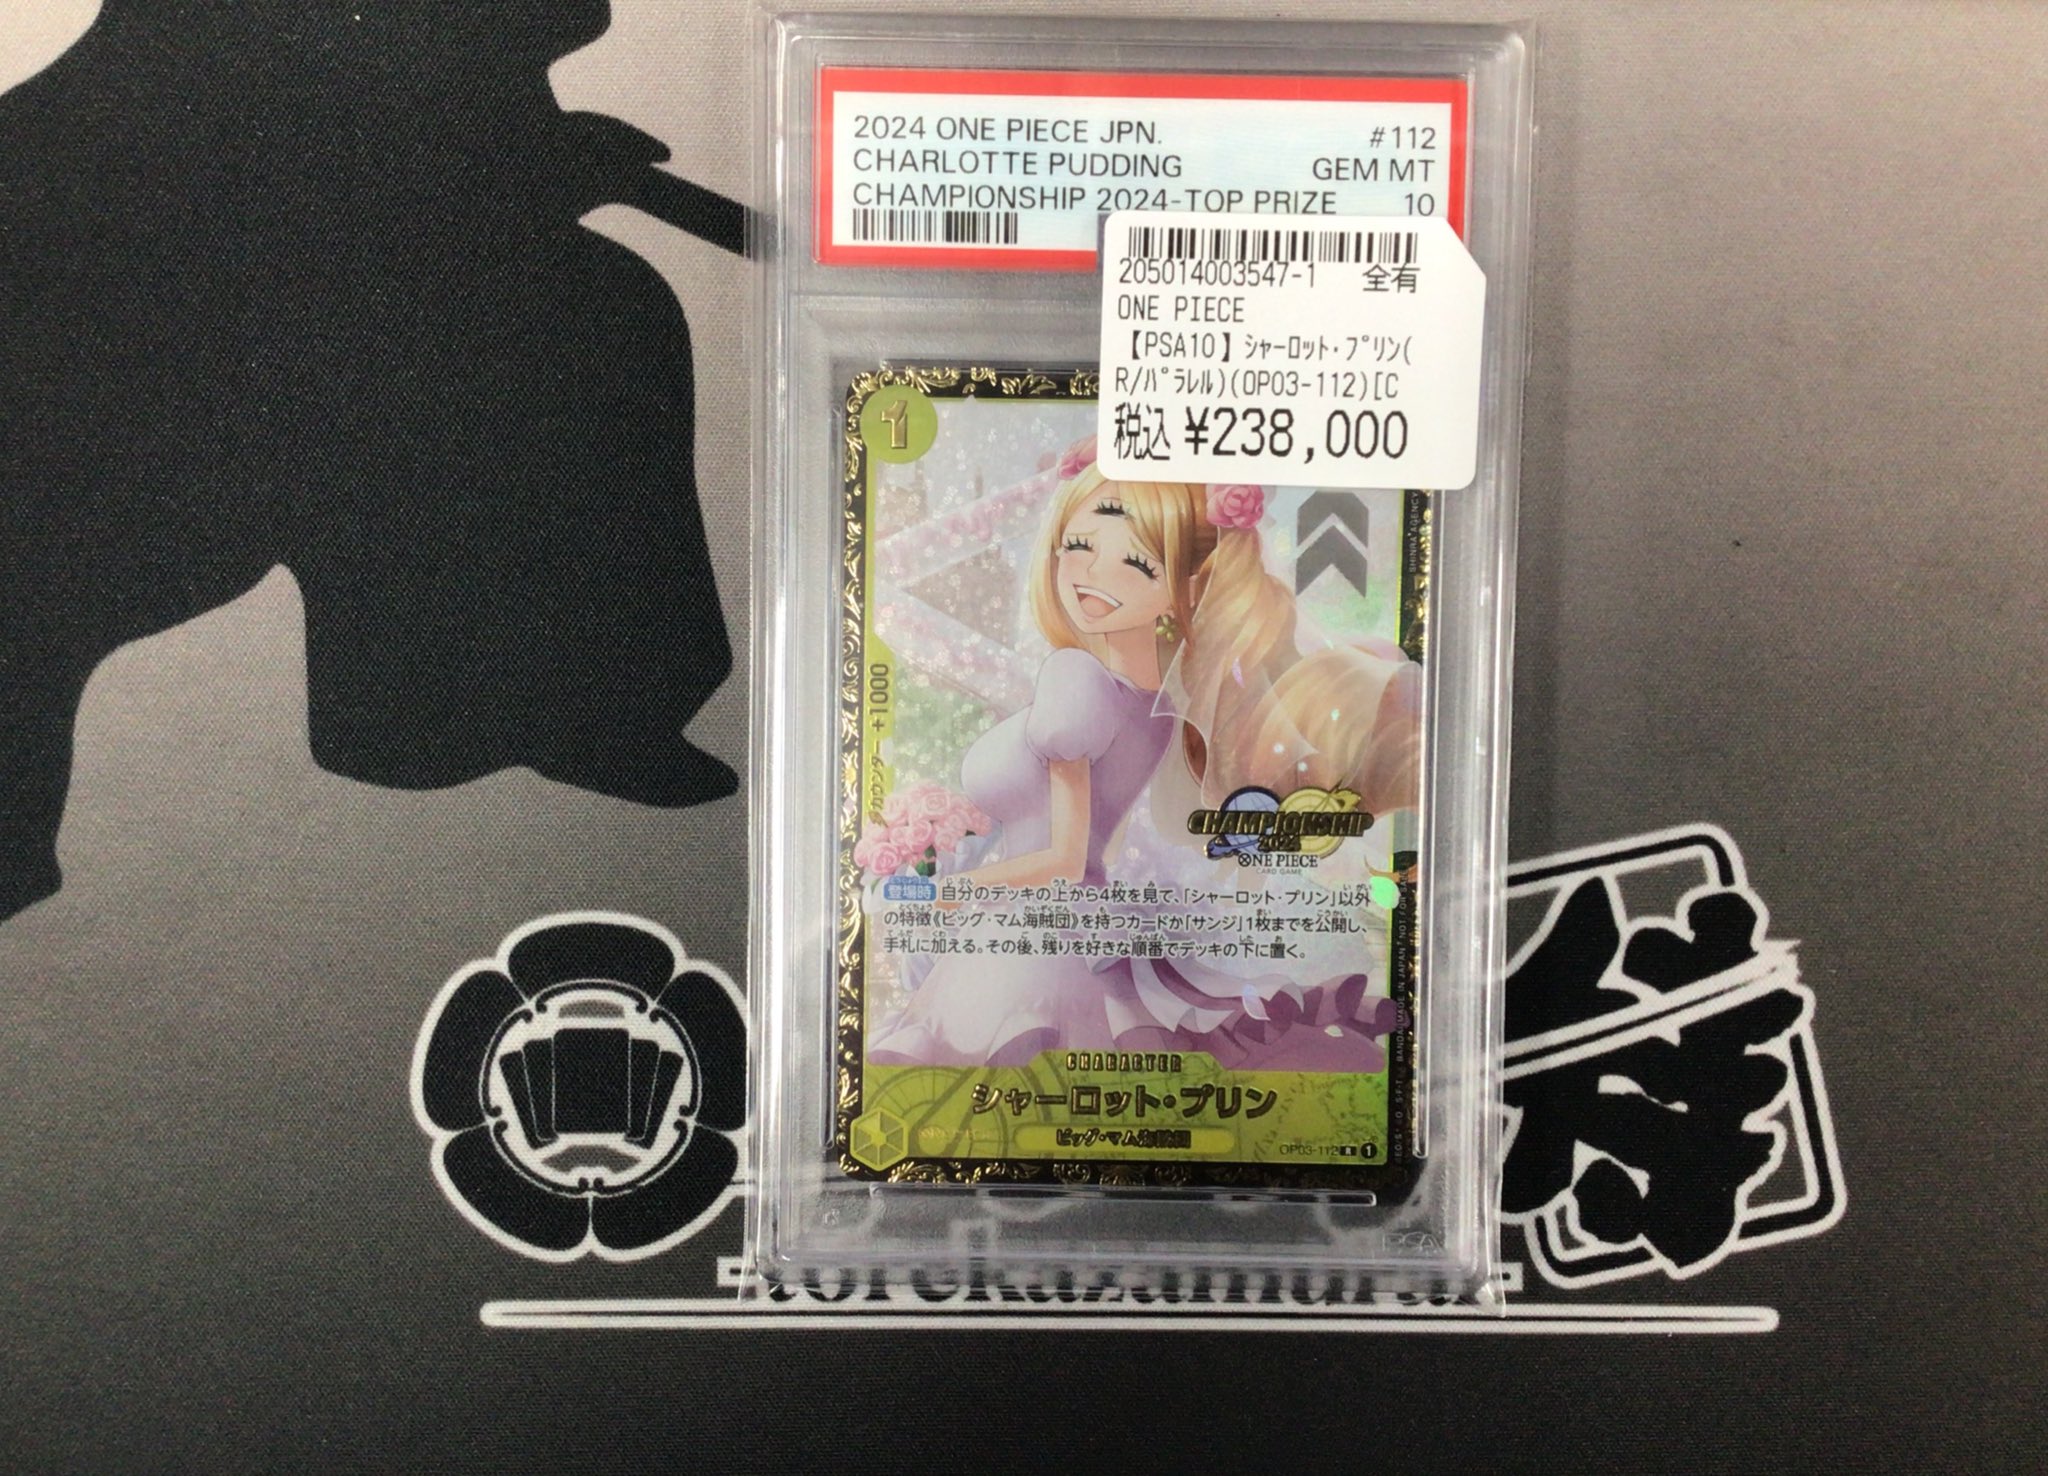 2024 ONE PIECE JPN. #112
CHARLOTTE PUDDING GEM MT
CHAMPIONSHIP 2024-TOP PRIZE 10
205014003547-1 全有
ONE PIECE
【PSA10】ｼｬｰﾛｯﾄ･ﾌﾟﾘﾝ(
R/ﾊﾟﾗﾚﾙ)(OP03-112)[C
税込 ¥238,000
1
SHINRA AGENCY
カウンター +1000
CHAMPIONSHIP
2024
ONE PIECE
CARD GAME
登場時 自分のデッキの上から4枚を見て、「シャーロット・プリン」以外
の特徴《ビッグ・マム海賊団》を持つカードか「サンジ」1枚までを公開し、
手札に加える。その後、残りを好きな順番でデッキの下に置く。
CHARACTER
シャーロット・プリン
ビッグ・マム海賊団
OP03-112 R 1
PSA
torekazamurai